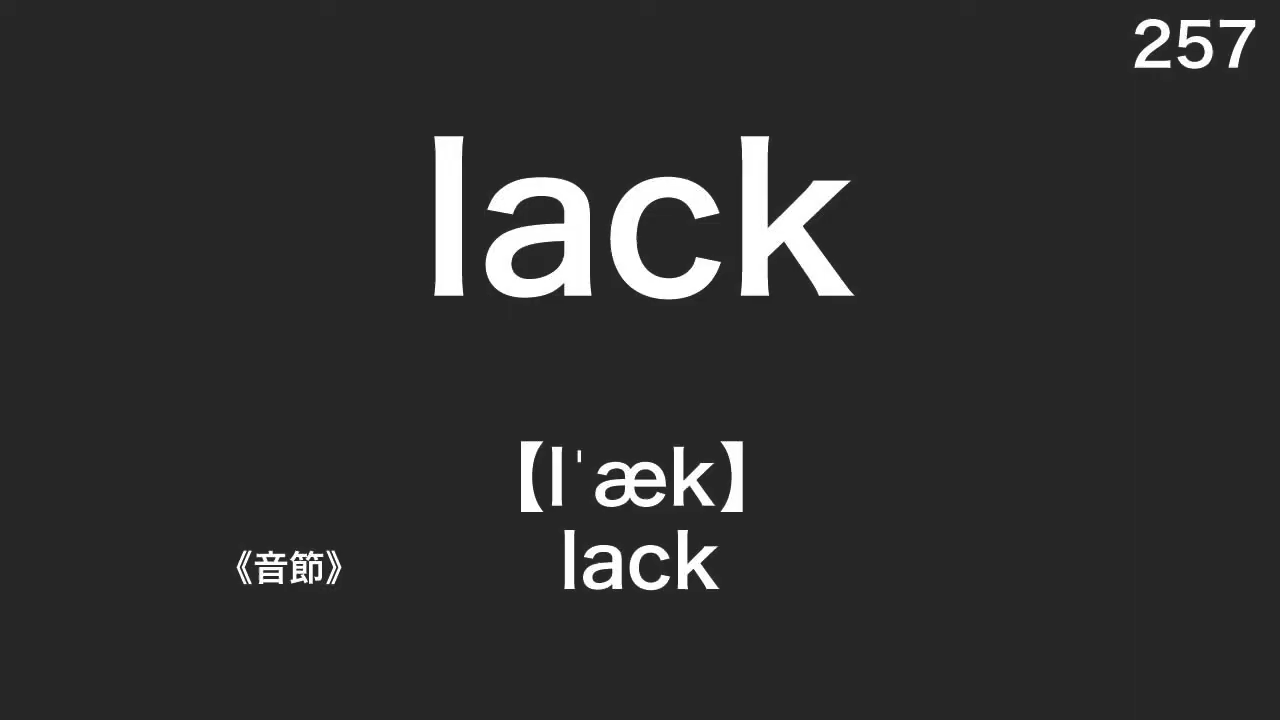 257
lack
【lˈæk】
《音節》 lack